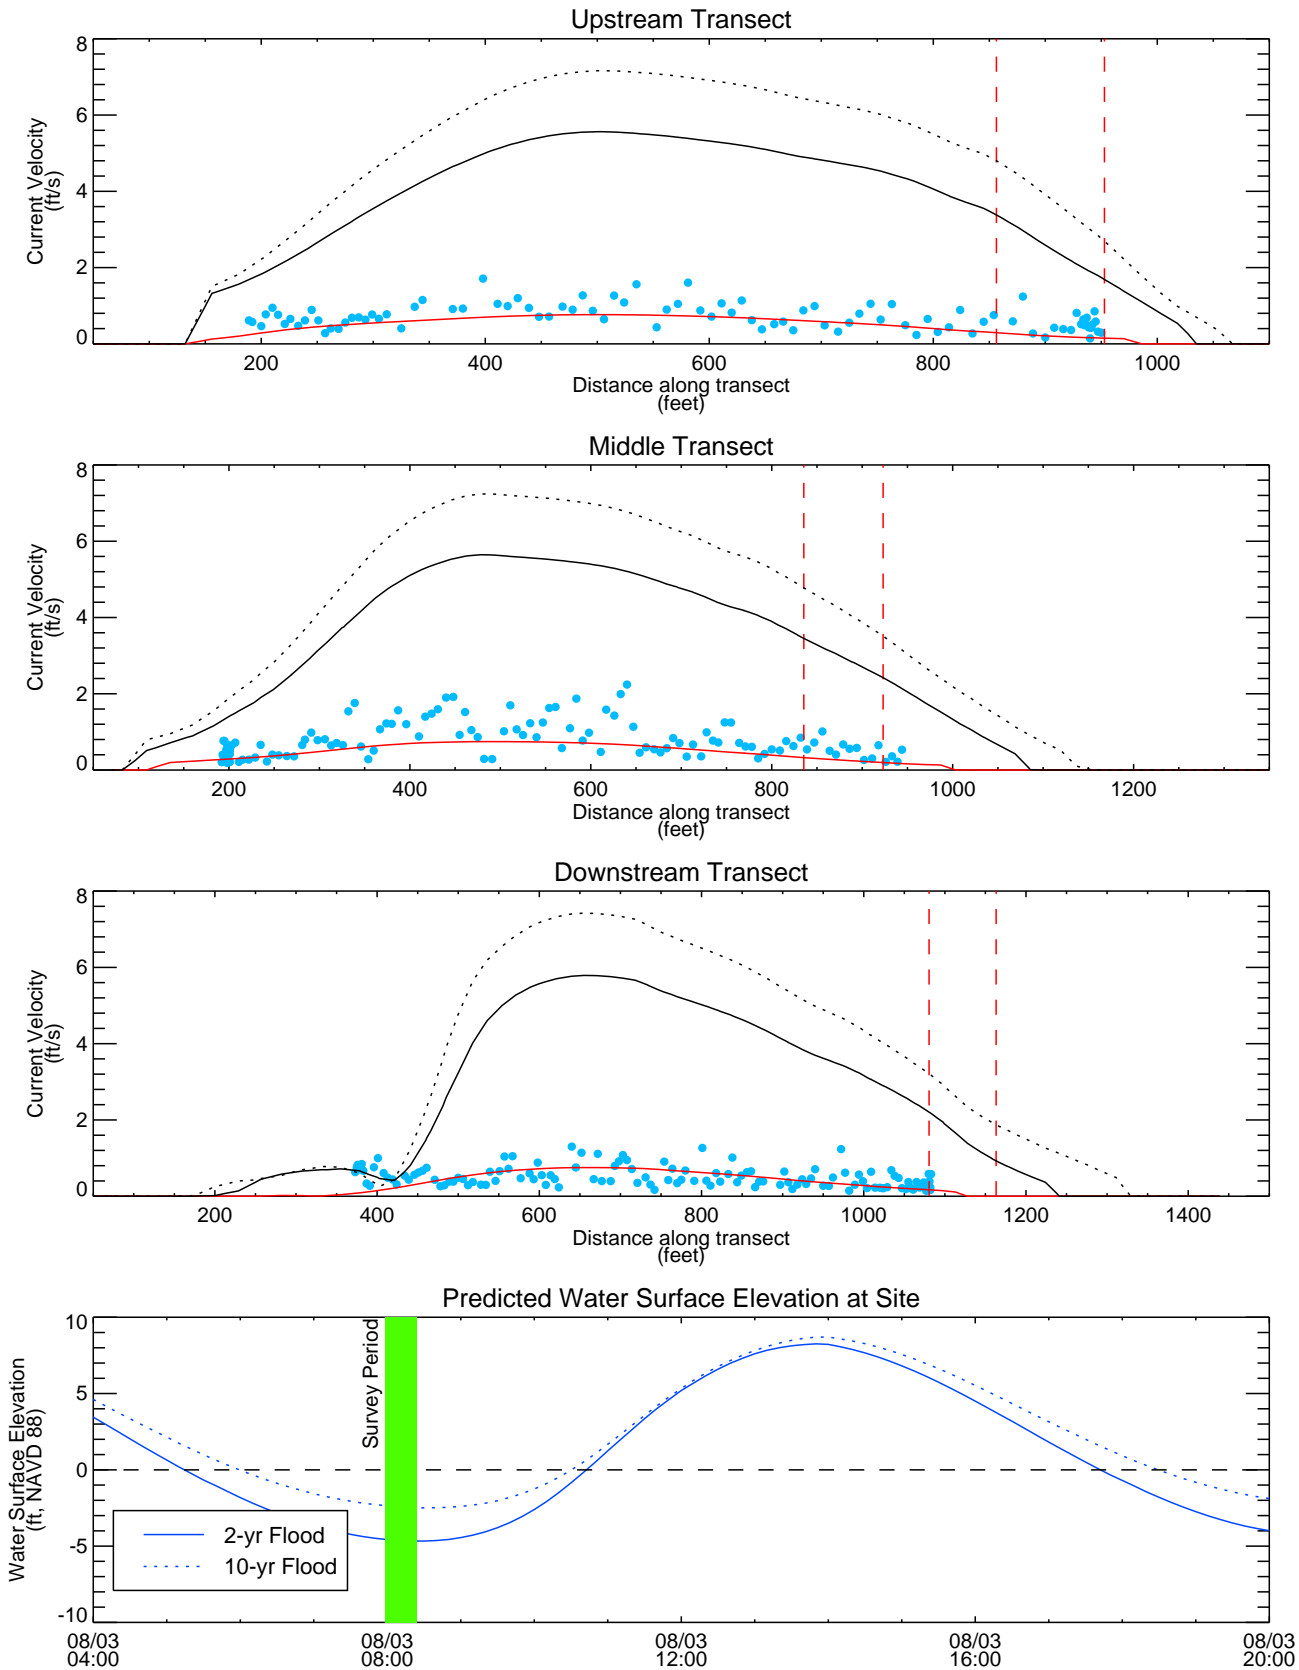 Upstream Transect
8
6
4
2
0
Current Velocity
(ft/s)
200 400 600 800 1000
Distance along transect
(feet)
Middle Transect
8
6
4
2
0
Current Velocity
(ft/s)
200 400 600 800 1000 1200
Distance along transect
(feet)
Downstream Transect
8
6
4
2
0
Current Velocity
(ft/s)
200 400 600 800 1000 1200 1400
Distance along transect
(feet)
Predicted Water Surface Elevation at Site
10
5
0
-5
-10
Water Surface Elevation
(ft, NAVD 88)
Survey Period
2-yr Flood
10-yr Flood
08/03 08/03 08/03 08/03 08/03
04:00 08:00 12:00 16:00 20:00